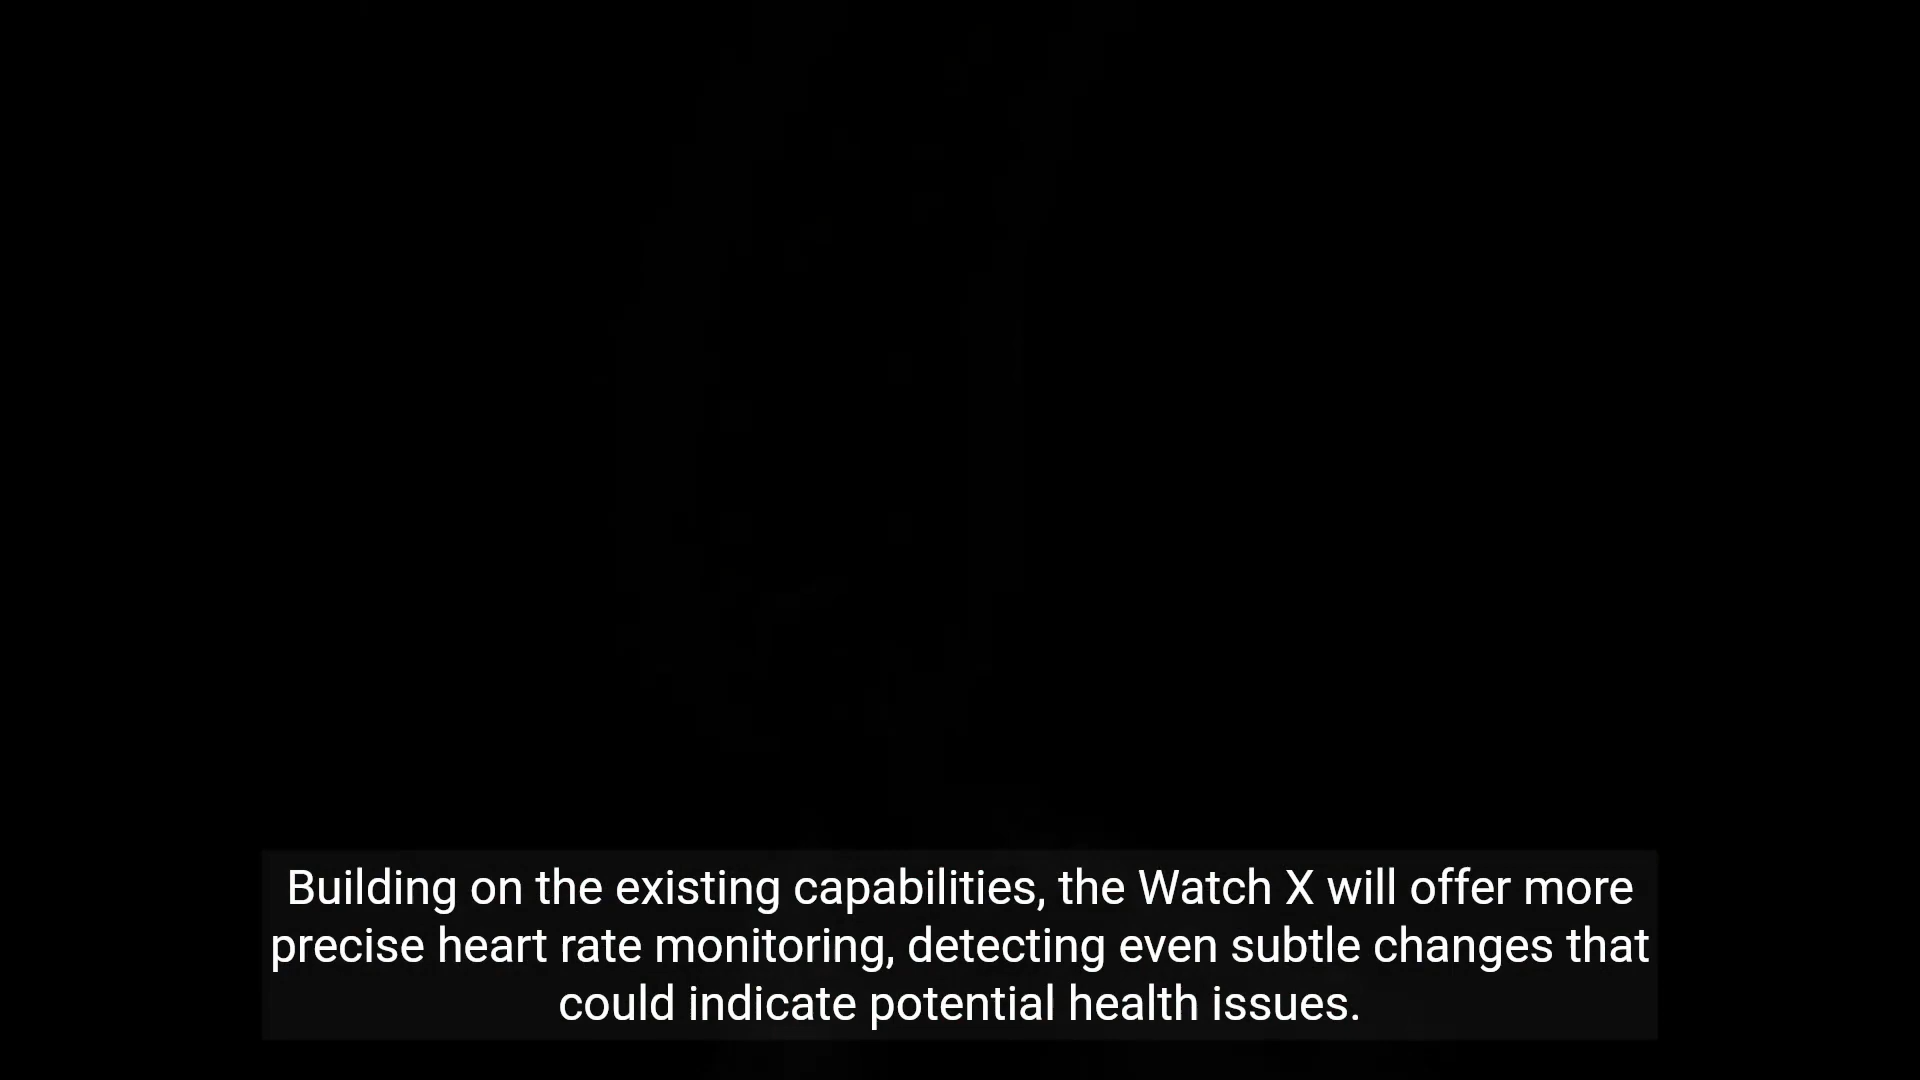 Building on the existing capabilities, the Watch X will offer more
precise heart rate monitoring, detecting even subtle changes that
could indicate potential health issues.